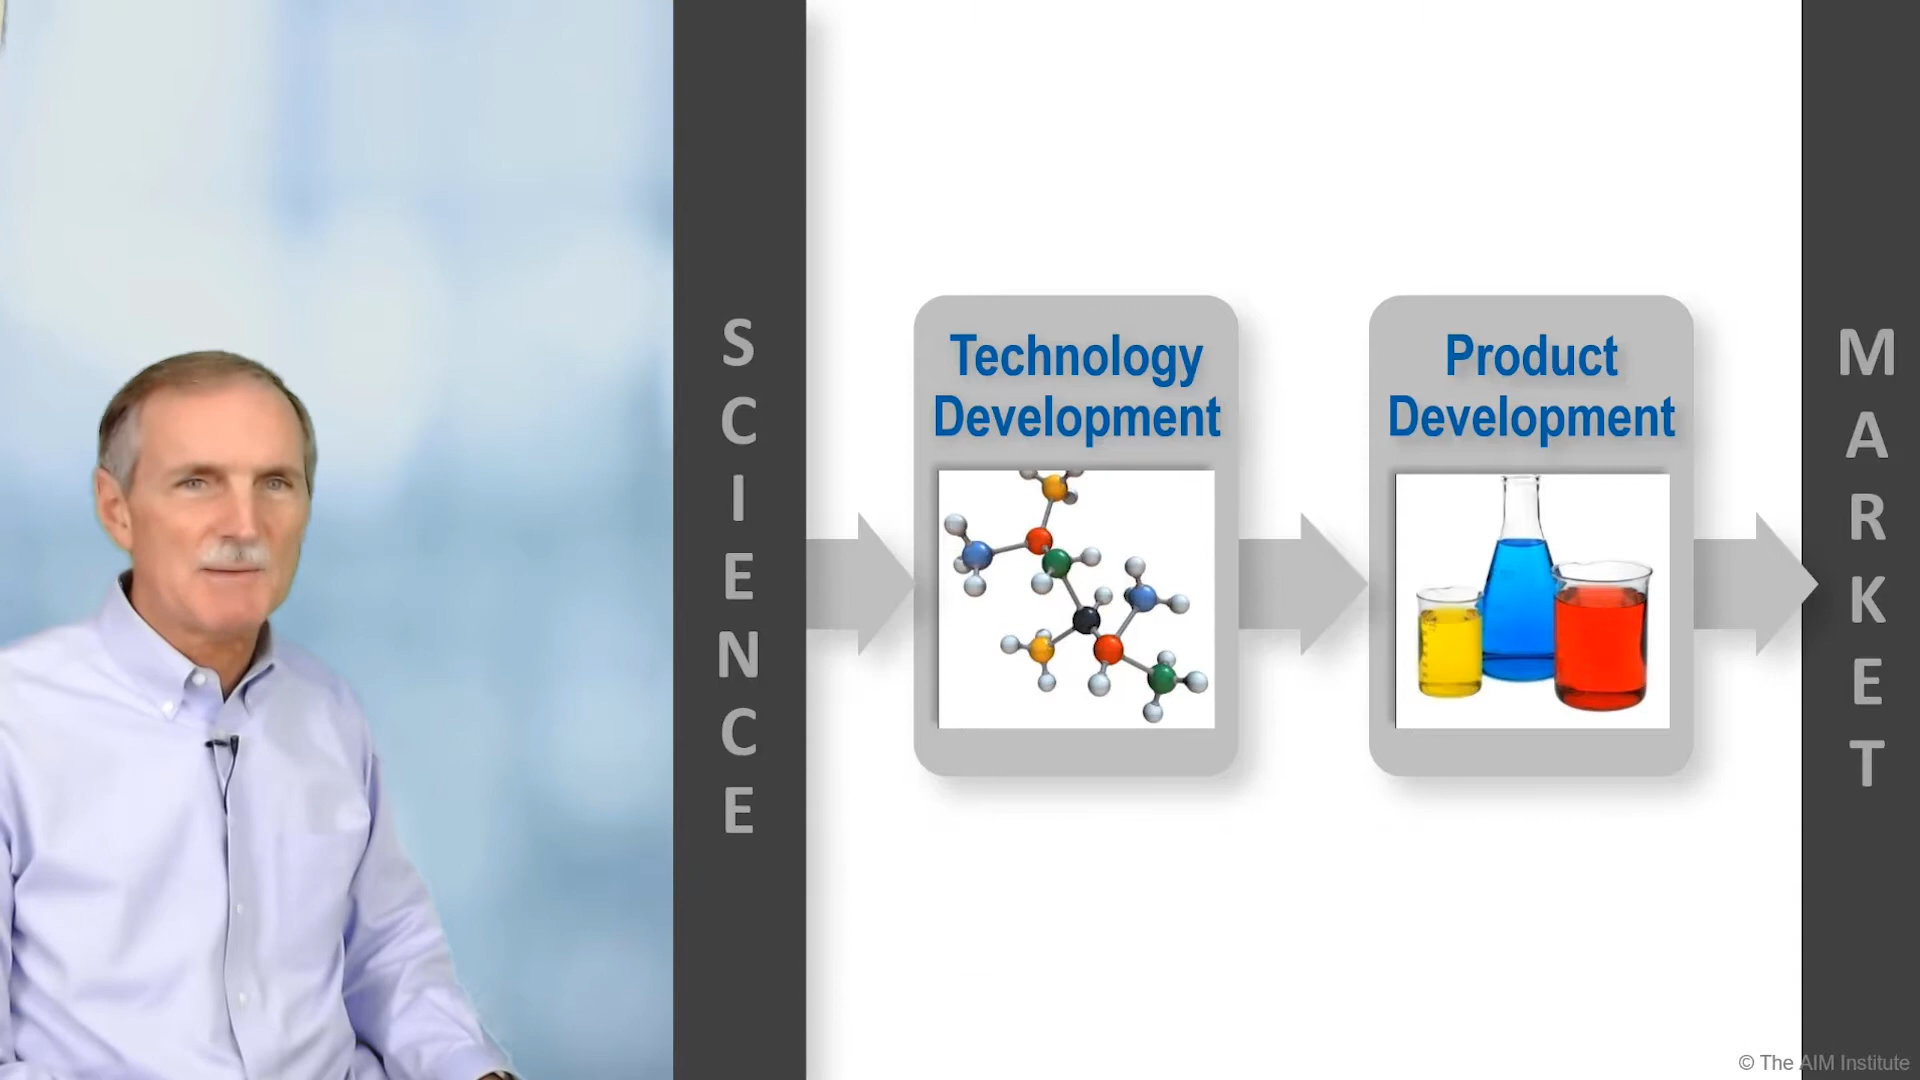 SCIENCE
Technology
Development
Product
Development
MARKET
© The AIM Institute